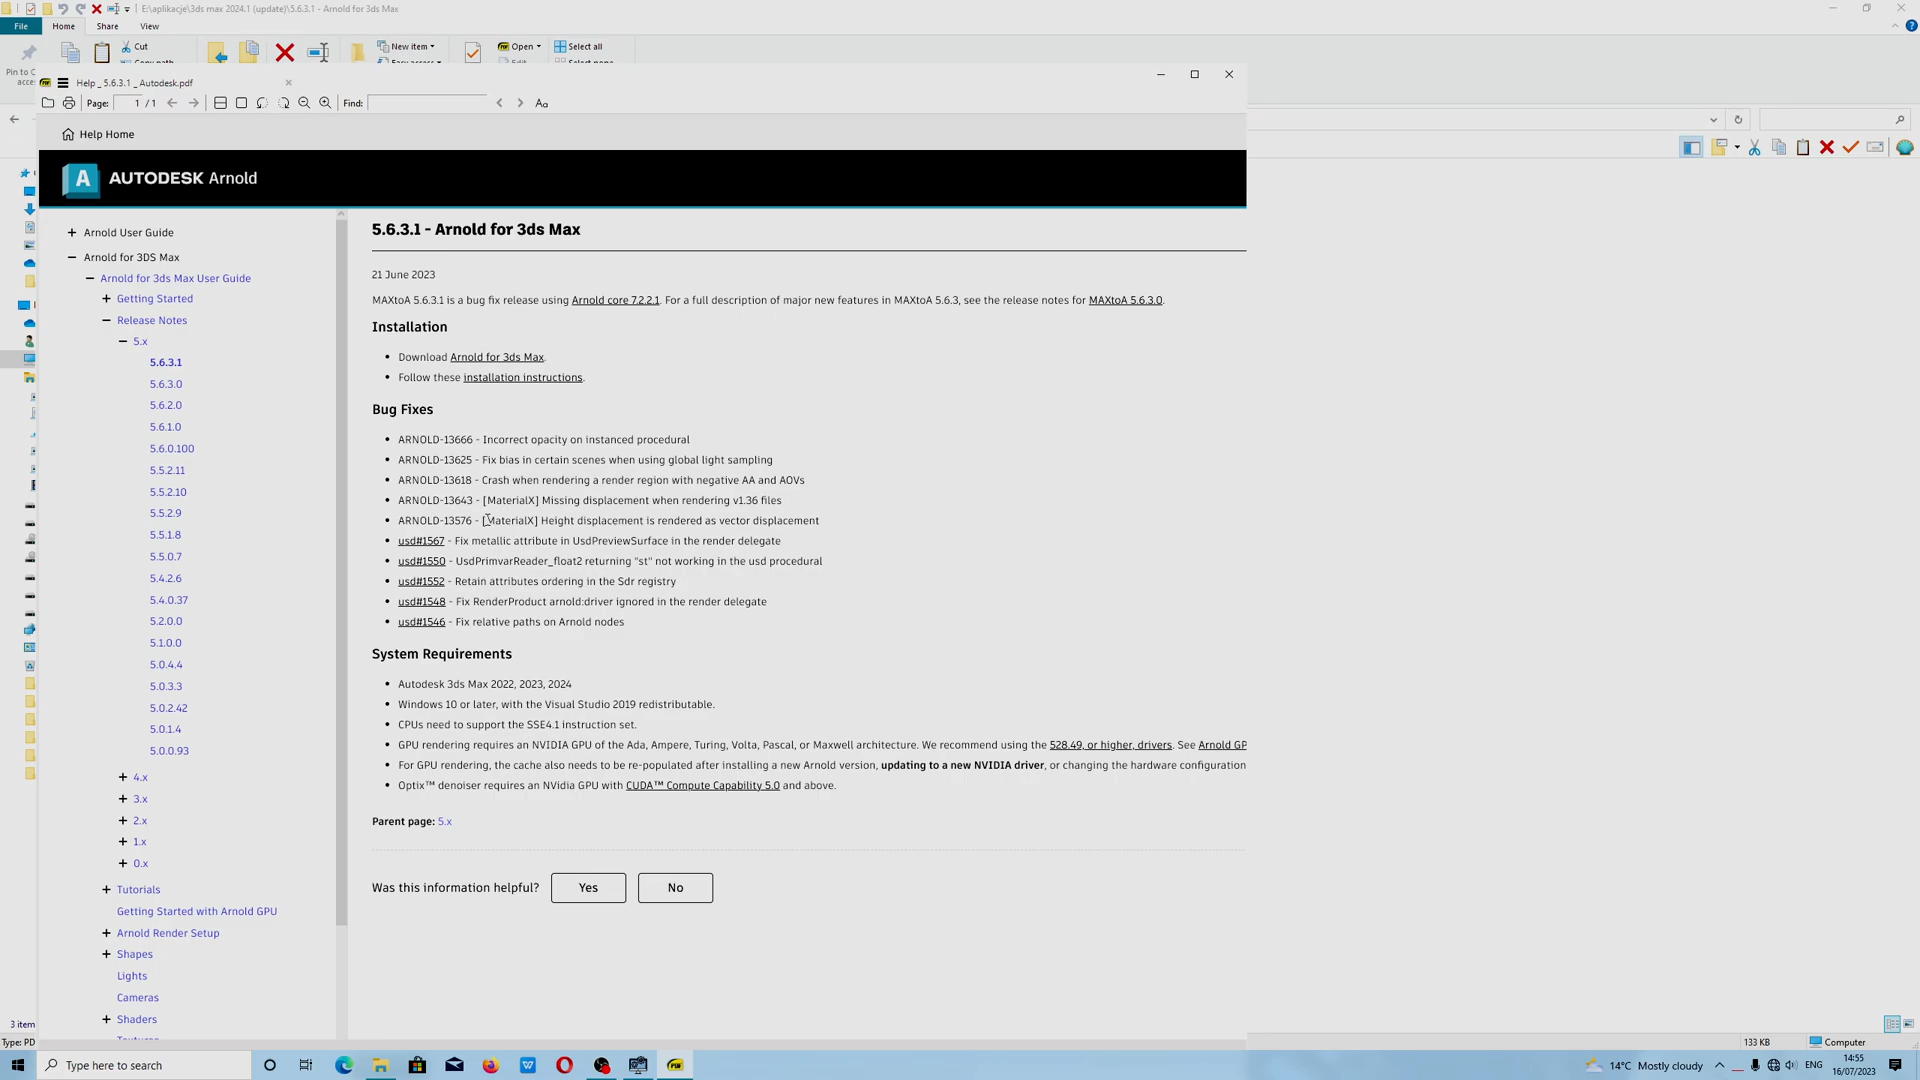 E:\aplikacje\3ds max 2024.1 (update)\5.6.3.1 - Arnold for 3ds Max
File
Home
Share
View
Cut
New item
Open
Select all
Pin to
Help _ 5.6.3.1 _ Autodesk.pdf
Page: 1 / 1
Find:
Aa
Help Home
A
AUTODESK Arnold
Arnold User Guide
Arnold for 3DS Max
Arnold for 3ds Max User Guide
Getting Started
Release Notes
5.x
5.6.3.1
5.6.3.0
5.6.2.0
5.6.1.0
5.6.0.100
5.5.2.11
5.5.2.10
5.5.2.9
5.5.1.8
5.5.0.7
5.4.2.6
5.4.0.37
5.2.0.0
5.1.0.0
5.0.4.4
5.0.3.3
5.0.2.42
5.0.1.4
5.0.0.93
4.x
3.x
2.x
1.x
0.x
Tutorials
Getting Started with Arnold GPU
Arnold Render Setup
Shapes
Lights
Cameras
Shaders
5.6.3.1 - Arnold for 3ds Max
21 June 2023
MAXtoA 5.6.3.1 is a bug fix release using Arnold core 7.2.2.1. For a full description of major new features in MAXtoA 5.6.3, see the release notes for MAXtoA 5.6.3.0.
Installation
• Download Arnold for 3ds Max.
• Follow these installation instructions.
Bug Fixes
• ARNOLD-13666 - Incorrect opacity on instanced procedural
• ARNOLD-13625 - Fix bias in certain scenes when using global light sampling
• ARNOLD-13618 - Crash when rendering a render region with negative AA and AOVs
• ARNOLD-13643 - [MaterialX] Missing displacement when rendering v1.36 files
• ARNOLD-13576 - [MaterialX] Height displacement is rendered as vector displacement
• usd#1567 - Fix metallic attribute in UsdPreviewSurface in the render delegate
• usd#1550 - UsdPrimvarReader_float2 returning "st" not working in the usd procedural
• usd#1552 - Retain attributes ordering in the Sdr registry
• usd#1548 - Fix RenderProduct arnold:driver ignored in the render delegate
• usd#1546 - Fix relative paths on Arnold nodes
System Requirements
• Autodesk 3ds Max 2022, 2023, 2024
• Windows 10 or later, with the Visual Studio 2019 redistributable.
• CPUs need to support the SSE4.1 instruction set.
• GPU rendering requires an NVIDIA GPU of the Ada, Ampere, Turing, Volta, Pascal, or Maxwell architecture. We recommend using the 528.49, or higher, drivers. See Arnold GP
• For GPU rendering, the cache also needs to be re-populated after installing a new Arnold version, updating to a new NVIDIA driver, or changing the hardware configuration
• Optix™ denoiser requires an NVidia GPU with CUDA™ Compute Capability 5.0 and above.
Parent page: 5.x
Was this information helpful?
Yes
No
3 item
Type: PD
133 KB
Computer
Type here to search
14°C Mostly cloudy
ENG
14:55
16/07/2023